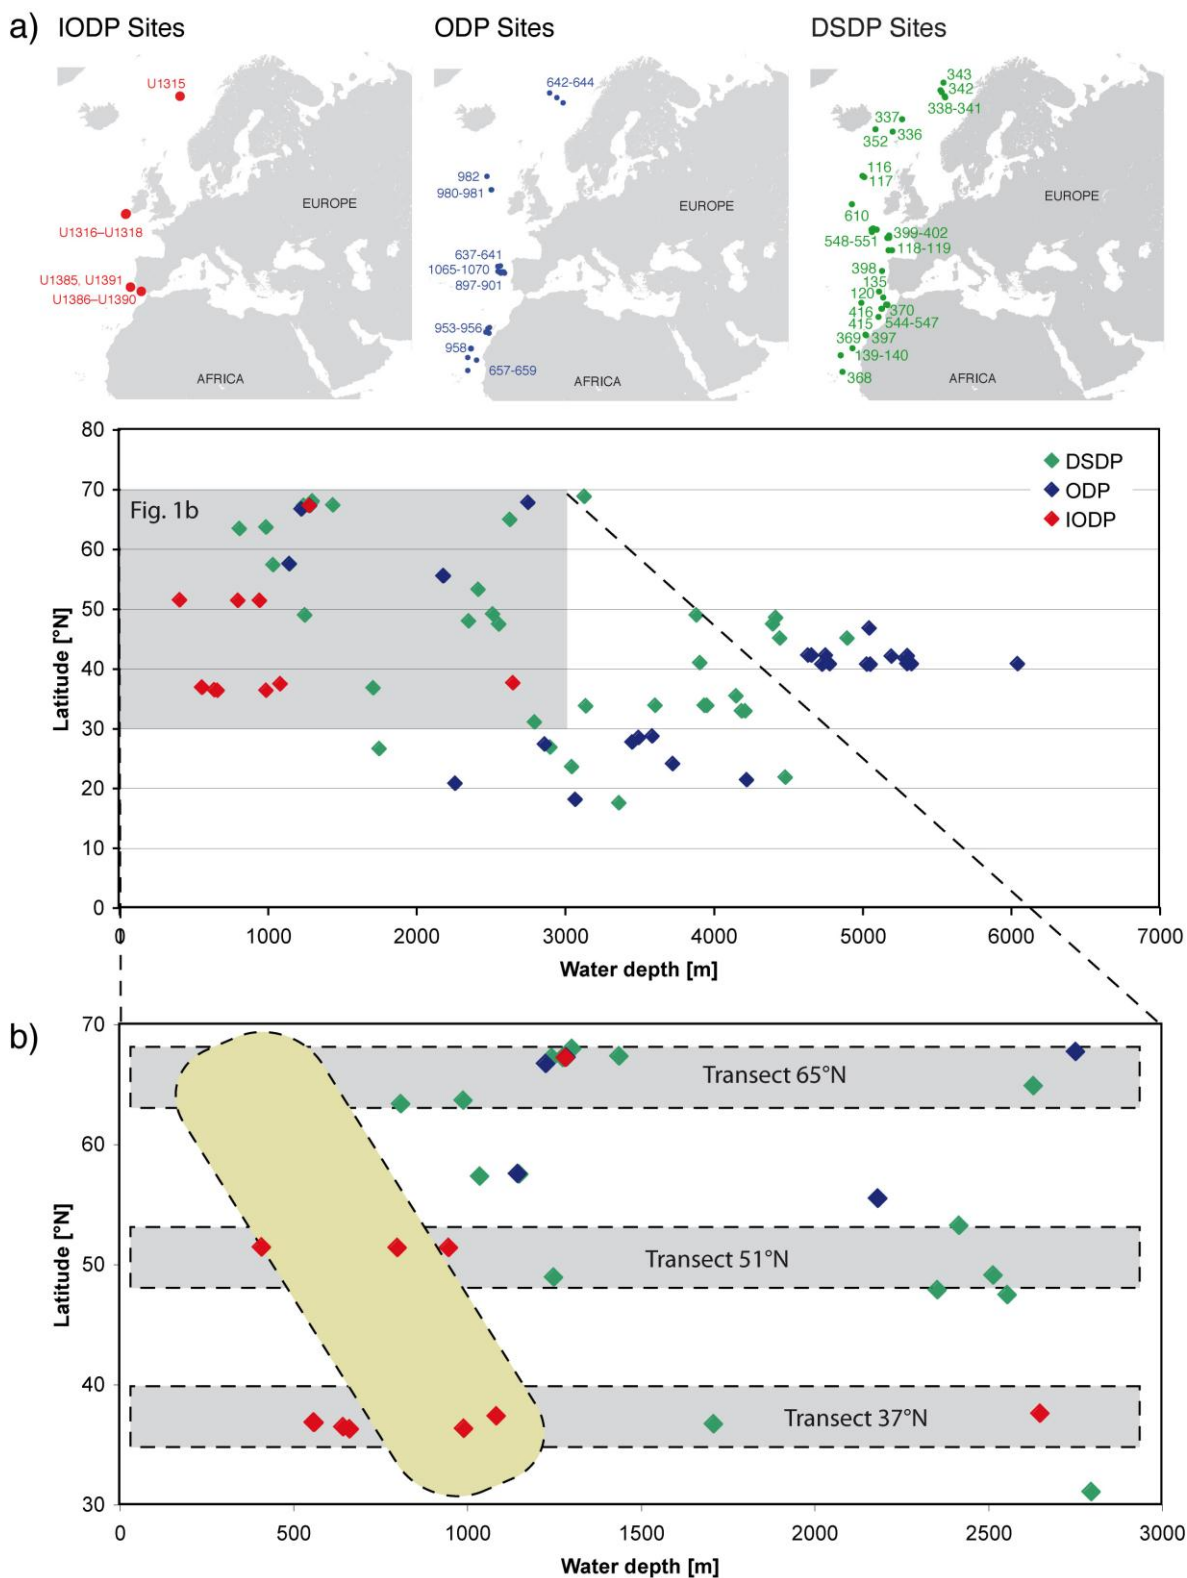 a) IODP Sites ODP Sites DSDP Sites
U1315
U1316–U1318
U1385, U1391
U1386–U1390
EUROPE
AFRICA
642-644
982
980-981
637-641
1065-1070
897-901
953-956
958
657-659
EUROPE
AFRICA
343
342
338-341
337
336
352
116
117
610
399-402
548-551
118-119
398
135
120
370
416
544-547
415
397
369
139-140
368
EUROPE
AFRICA
80
70
60
50
40
30
20
10
0
Latitude [°N]
Fig. 1b
DSDP
ODP
IODP
0 1000 2000 3000 4000 5000 6000 7000
Water depth [m]
b)
70
60
50
40
30
Latitude [°N]
Transect 65°N
Transect 51°N
Transect 37°N
0 500 1000 1500 2000 2500 3000
Water depth [m]